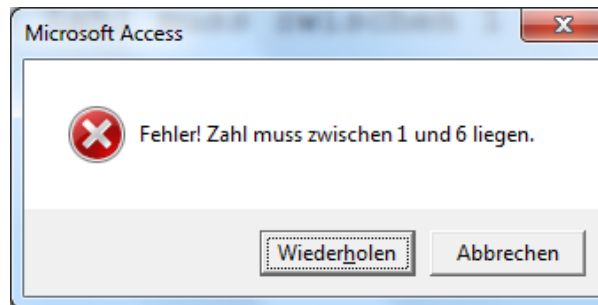 Microsoft Access
Fehler! Zahl muss zwischen 1 und 6 liegen.
Wiederholen
Abbrechen